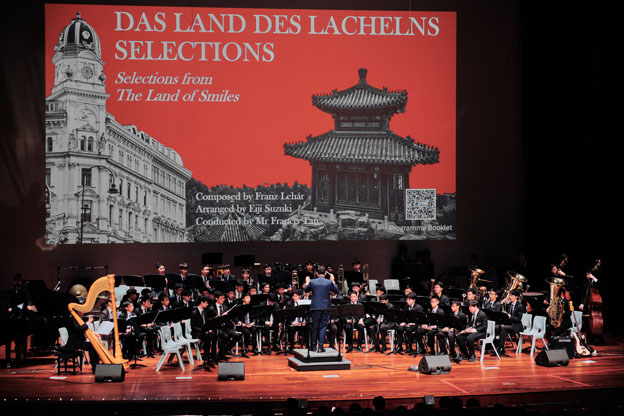 DAS LAND DES LACHELNS
SELECTIONS
Selections from
The Land of Smiles
Composed by Franz Lehár
Arranged by Eiji Suzuki
Conducted by Mr Francis Tan
Programme Booklet